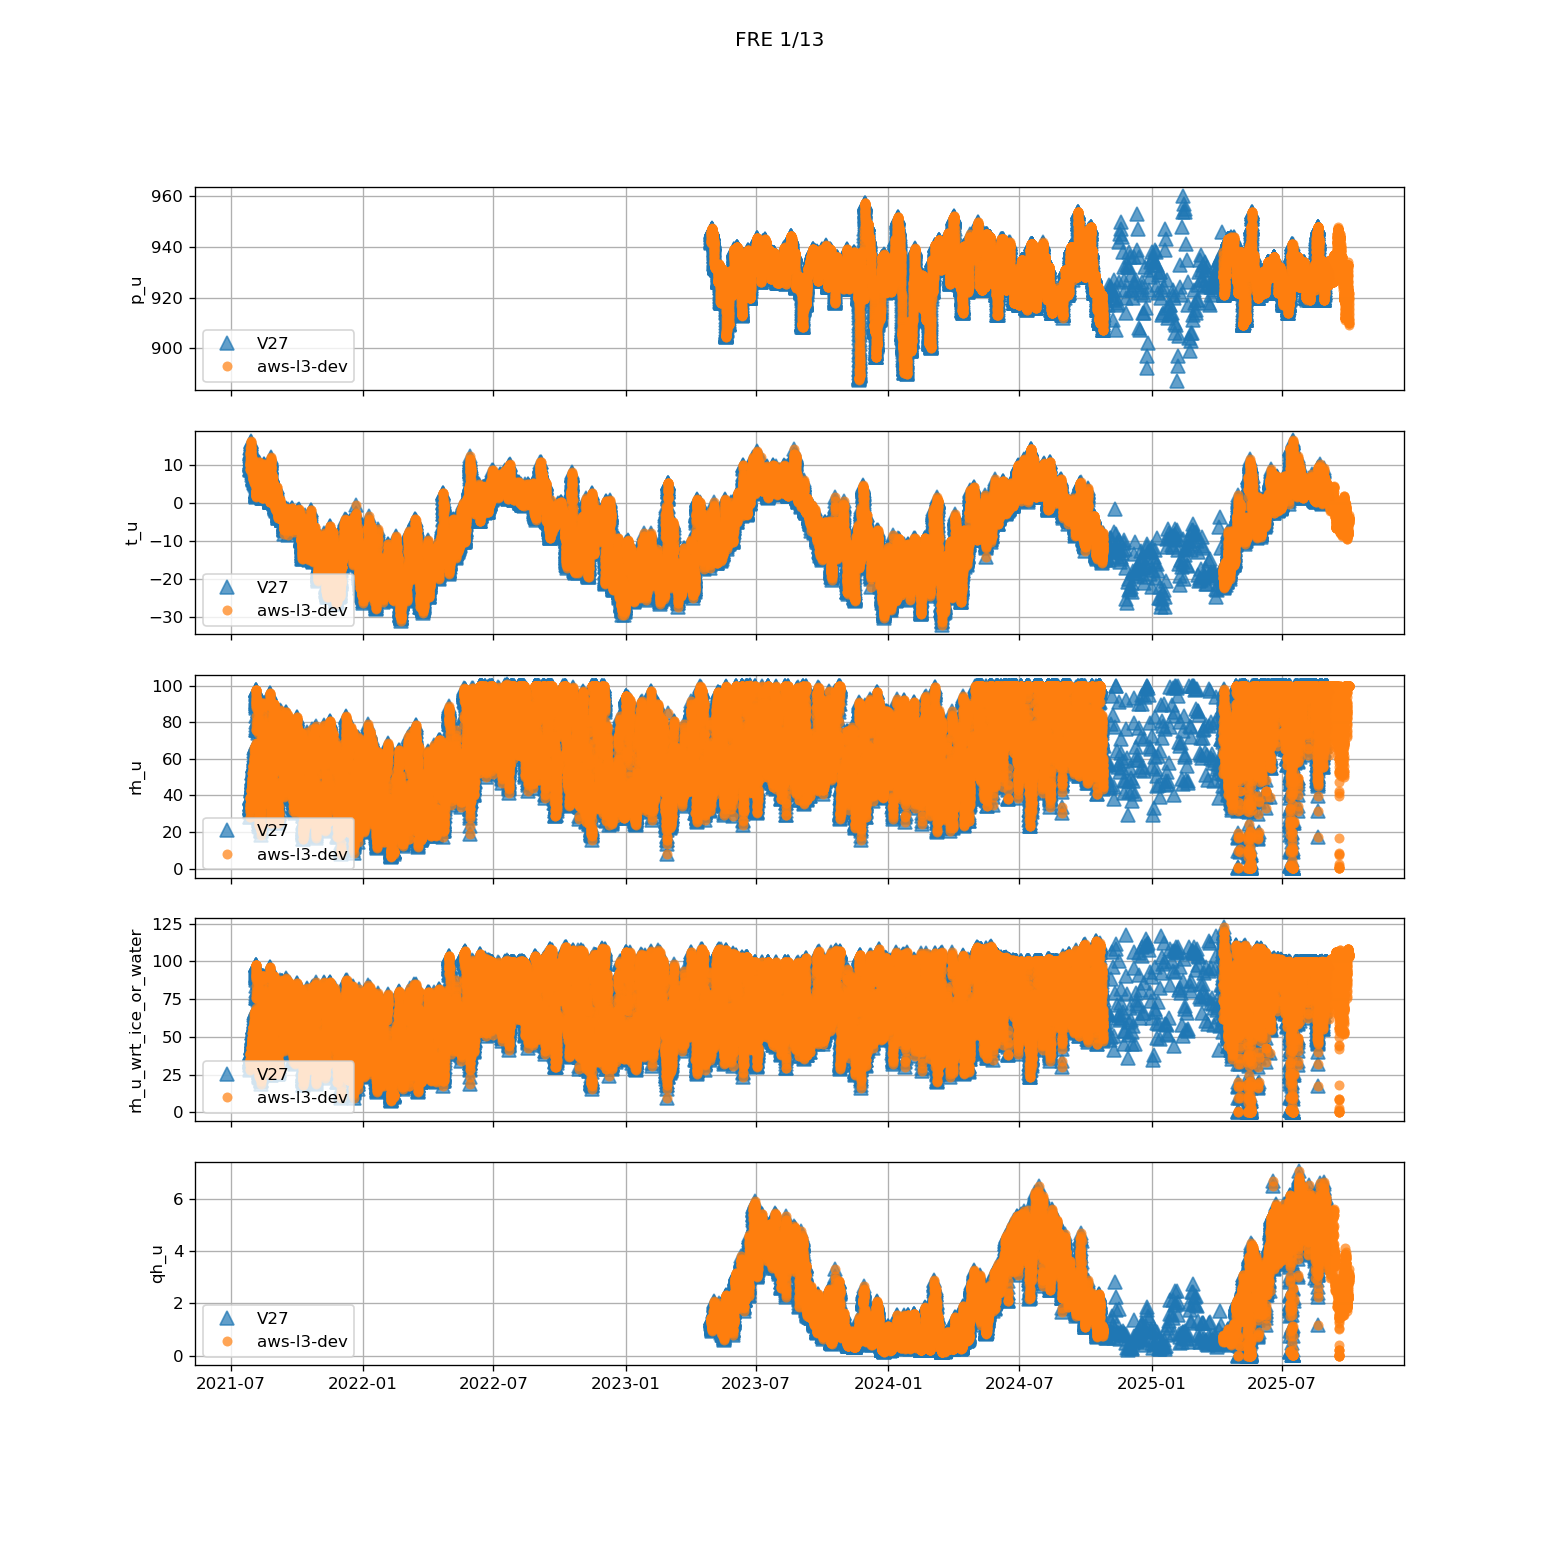 FRE 1/13
960
940
920
900
p_u
V27
aws-l3-dev
10
0
−10
−20
−30
t_u
V27
aws-l3-dev
100
80
60
40
20
0
rh_u
V27
aws-l3-dev
125
100
75
50
25
0
rh_u_wrt_ice_or_water
V27
aws-l3-dev
6
4
2
0
qh_u
V27
aws-l3-dev
2021-07 2022-01 2022-07 2023-01 2023-07 2024-01 2024-07 2025-01 2025-07